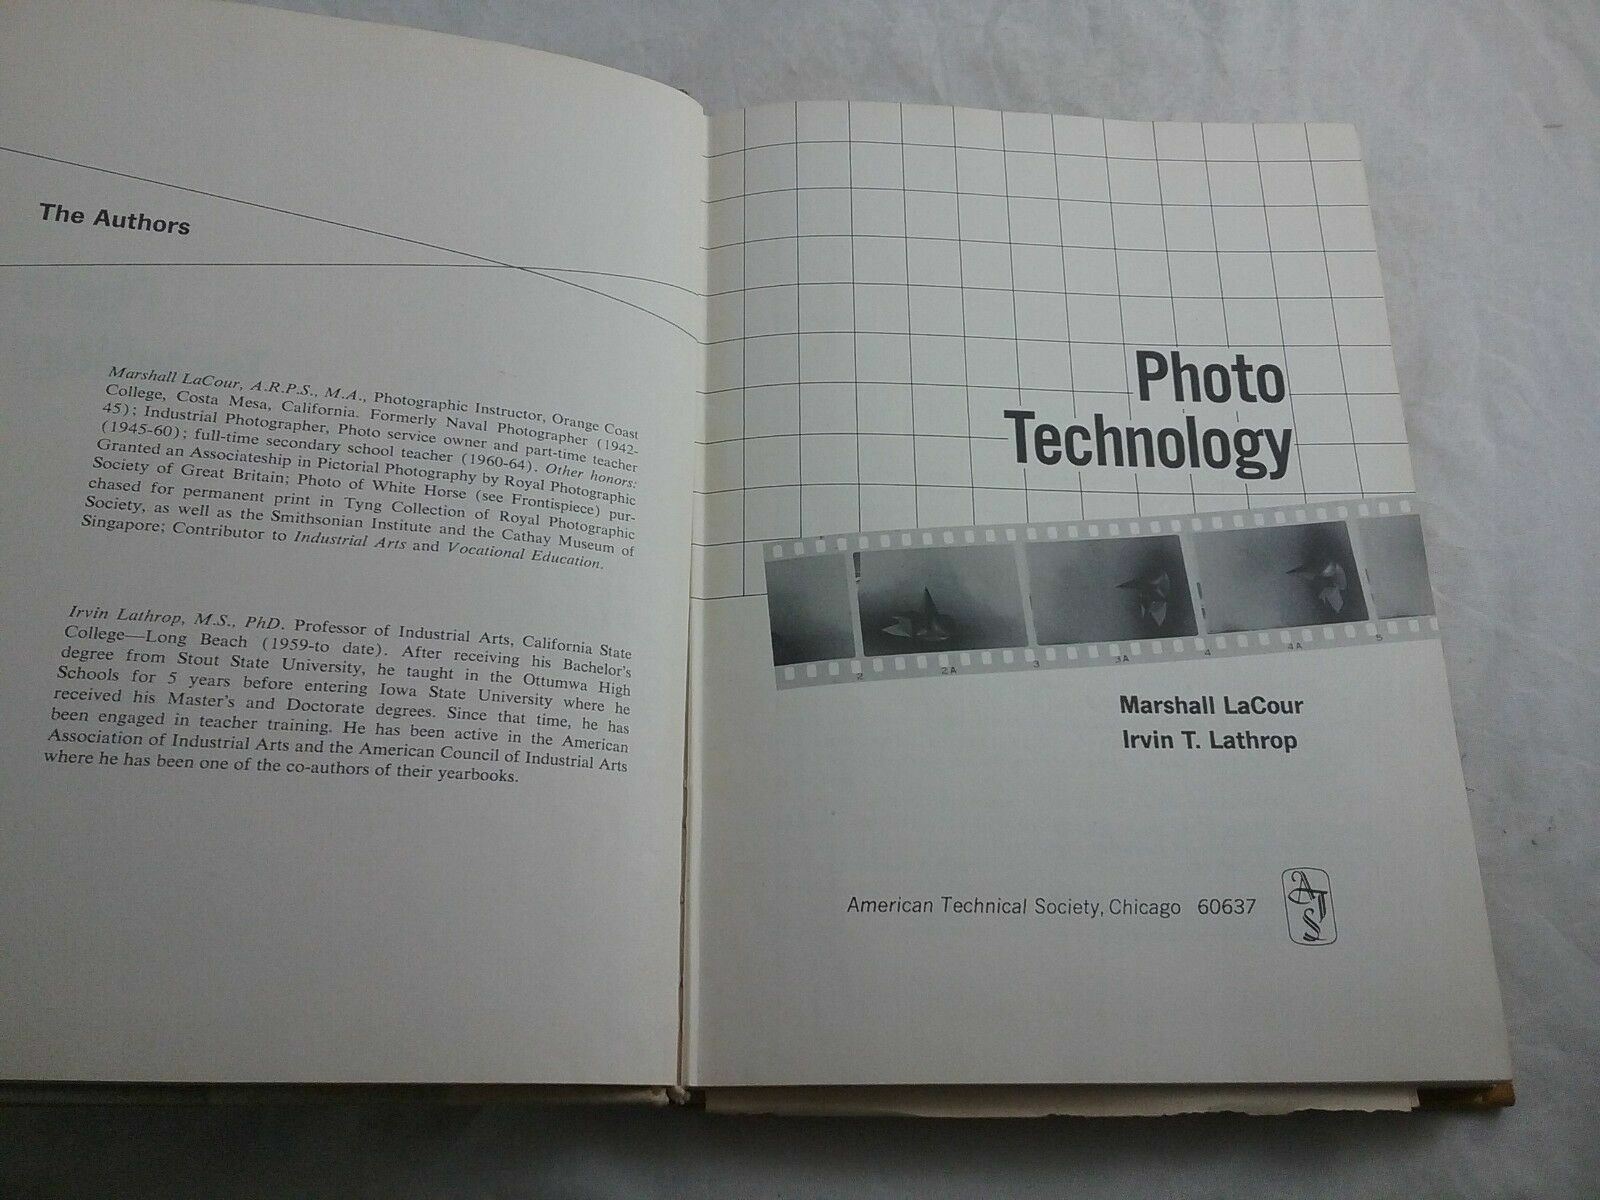 The Authors
Marshall LaCour, A.R.P.S., M.A., Photographic Instructor, Orange Coast
College, Costa Mesa, California. Formerly Naval Photographer (1942-
45); Industrial Photographer, Photo service owner and part-time teacher
(1945-60); full-time secondary school teacher (1960-64). Other honors:
Granted an Associateship in Pictorial Photography by Royal Photographic
Society of Great Britain; Photo of White Horse (see Frontispiece) pur-
chased for permanent print in Tyng Collection of Royal Photographic
Society, as well as the Smithsonian Institute and the Cathay Museum of
Singapore; Contributor to Industrial Arts and Vocational Education.
Irvin Lathrop, M.S., PhD. Professor of Industrial Arts, California State
College—Long Beach (1959-to date). After receiving his Bachelor's
degree from Stout State University, he taught in the Ottumwa High
Schools for 5 years before entering Iowa State University where he
received his Master's and Doctorate degrees. Since that time, he has
been engaged in teacher training. He has been active in the American
Association of Industrial Arts and the American Council of Industrial Arts
where he has been one of the co-authors of their yearbooks.
Photo
Technology
2 2A 3 3A 4 4A 5
Marshall LaCour
Irvin T. Lathrop
American Technical Society, Chicago 60637
ATS